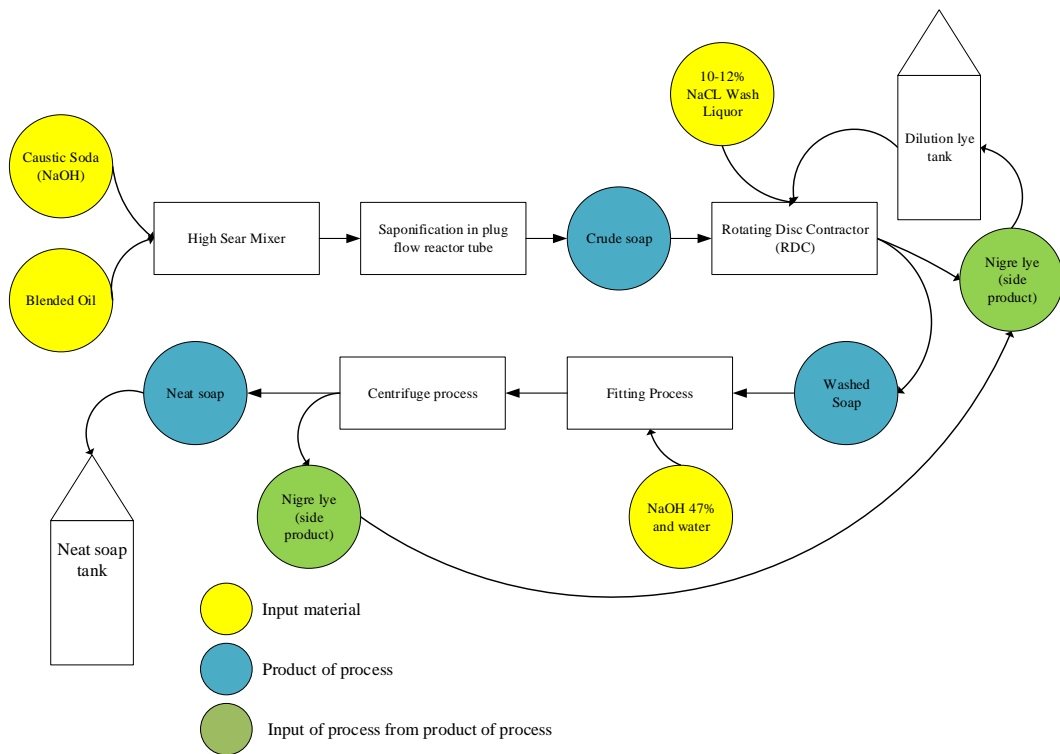 10-12%
NaCL Wash
Liquor
Dilution lye
tank
Caustic Soda
(NaOH)
High Sear Mixer
Saponification in plug
flow reactor tube
Crude soap
Rotating Disc Contractor
(RDC)
Nigre lye
(side
product)
Blended Oil
Neat soap
Centrifuge process
Fitting Process
Washed
Soap
Nigre lye
(side
product)
NaOH 47%
and water
Neat soap
tank
Input material
Product of process
Input of process from product of process